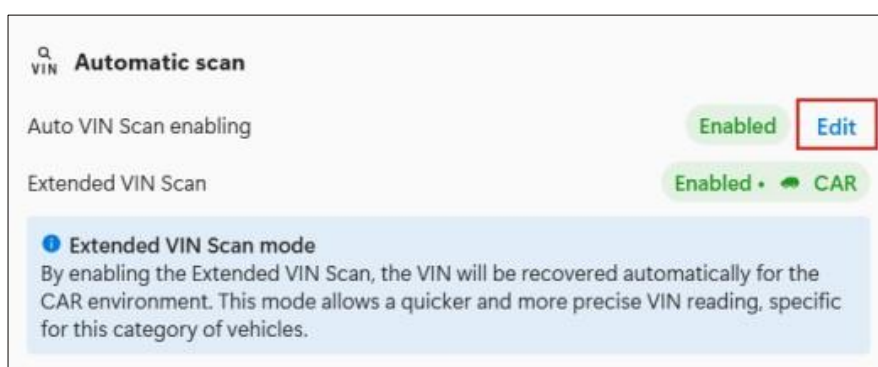 VIN Automatic scan
Auto VIN Scan enabling Enabled Edit
Extended VIN Scan Enabled • CAR
Extended VIN Scan mode
By enabling the Extended VIN Scan, the VIN will be recovered automatically for the
CAR environment. This mode allows a quicker and more precise VIN reading, specific
for this category of vehicles.